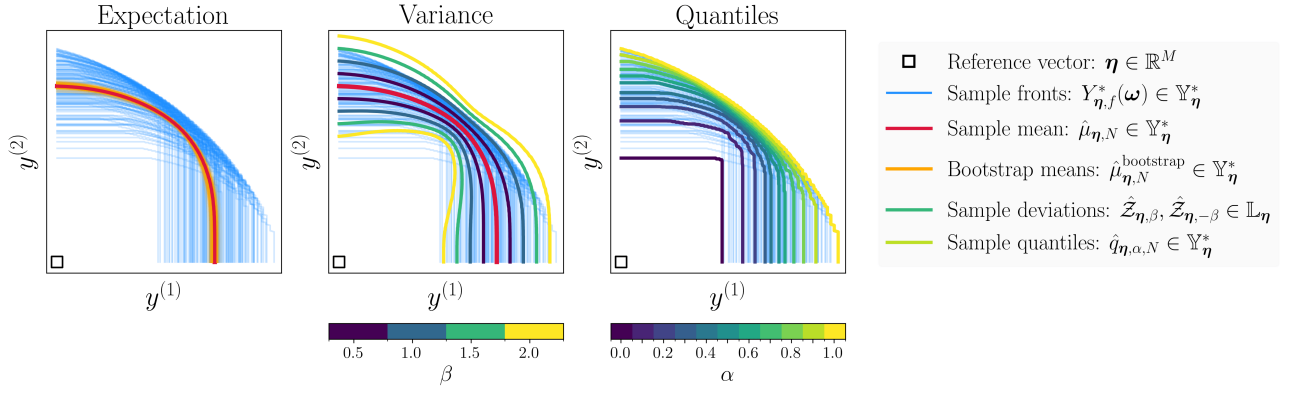 Expectation
Variance
Quantiles
y^(2)
y^(2)
y^(2)
y^(1)
y^(1)
y^(1)
0.5 1.0 1.5 2.0
β
0.0 0.2 0.4 0.6 0.8 1.0
α
Reference vector: 𝜼 ∈ ℝ^M
Sample fronts: Y*_{𝜼,f}(𝝎) ∈ 𝕐*_𝜼
Sample mean: μ̂_{𝜼,N} ∈ 𝕐*_𝜼
Bootstrap means: μ̂^{bootstrap}_{𝜼,N} ∈ 𝕐*_𝜼
Sample deviations: 𝓩̂_{𝜼,β}, 𝓩̂_{𝜼,−β} ∈ 𝕃_𝜼
Sample quantiles: q̂_{𝜼,α,N} ∈ 𝕐*_𝜼